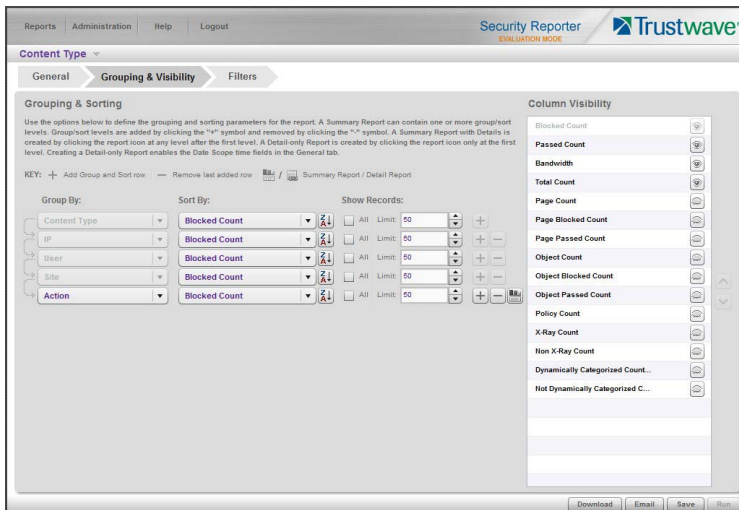 Reports Administration Help Logout
Security Reporter
EVALUATION MODE
Trustwave
Content Type
General Grouping & Visibility Filters
Grouping & Sorting
Use the options below to define the grouping and sorting parameters for the report. A Summary Report can contain one or more group/sort
levels. Group/sort levels are added by clicking the "+" symbol and removed by clicking the "-" symbol. A Summary Report with Details is
created by clicking the report icon at any level after the first level. A Detail-only Report is created by clicking the report icon only at the first
level. Creating a Detail-only Report enables the Date Scope time fields in the General tab.
KEY: + Add Group and Sort row — Remove last added row / Summary Report / Detail Report
Group By: Sort By: Show Records:
Content Type Blocked Count All Limit: 50 +
IP Blocked Count All Limit: 50 + −
User Blocked Count All Limit: 50 + −
Site Blocked Count All Limit: 50 + −
Action Blocked Count All Limit: 50 + −
Column Visibility
Blocked Count
Passed Count
Bandwidth
Total Count
Page Count
Page Blocked Count
Page Passed Count
Object Count
Object Blocked Count
Object Passed Count
Policy Count
X-Ray Count
Non X-Ray Count
Dynamically Categorized Count...
Not Dynamically Categorized C...
Download Email Save Run